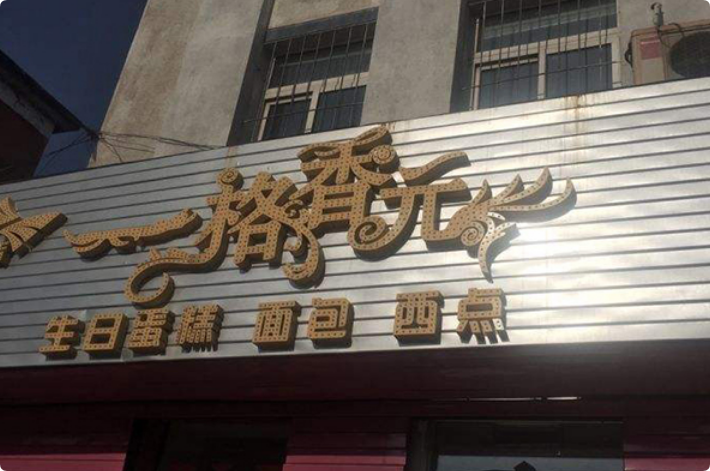 一格香元
生日蛋糕 面包 西点